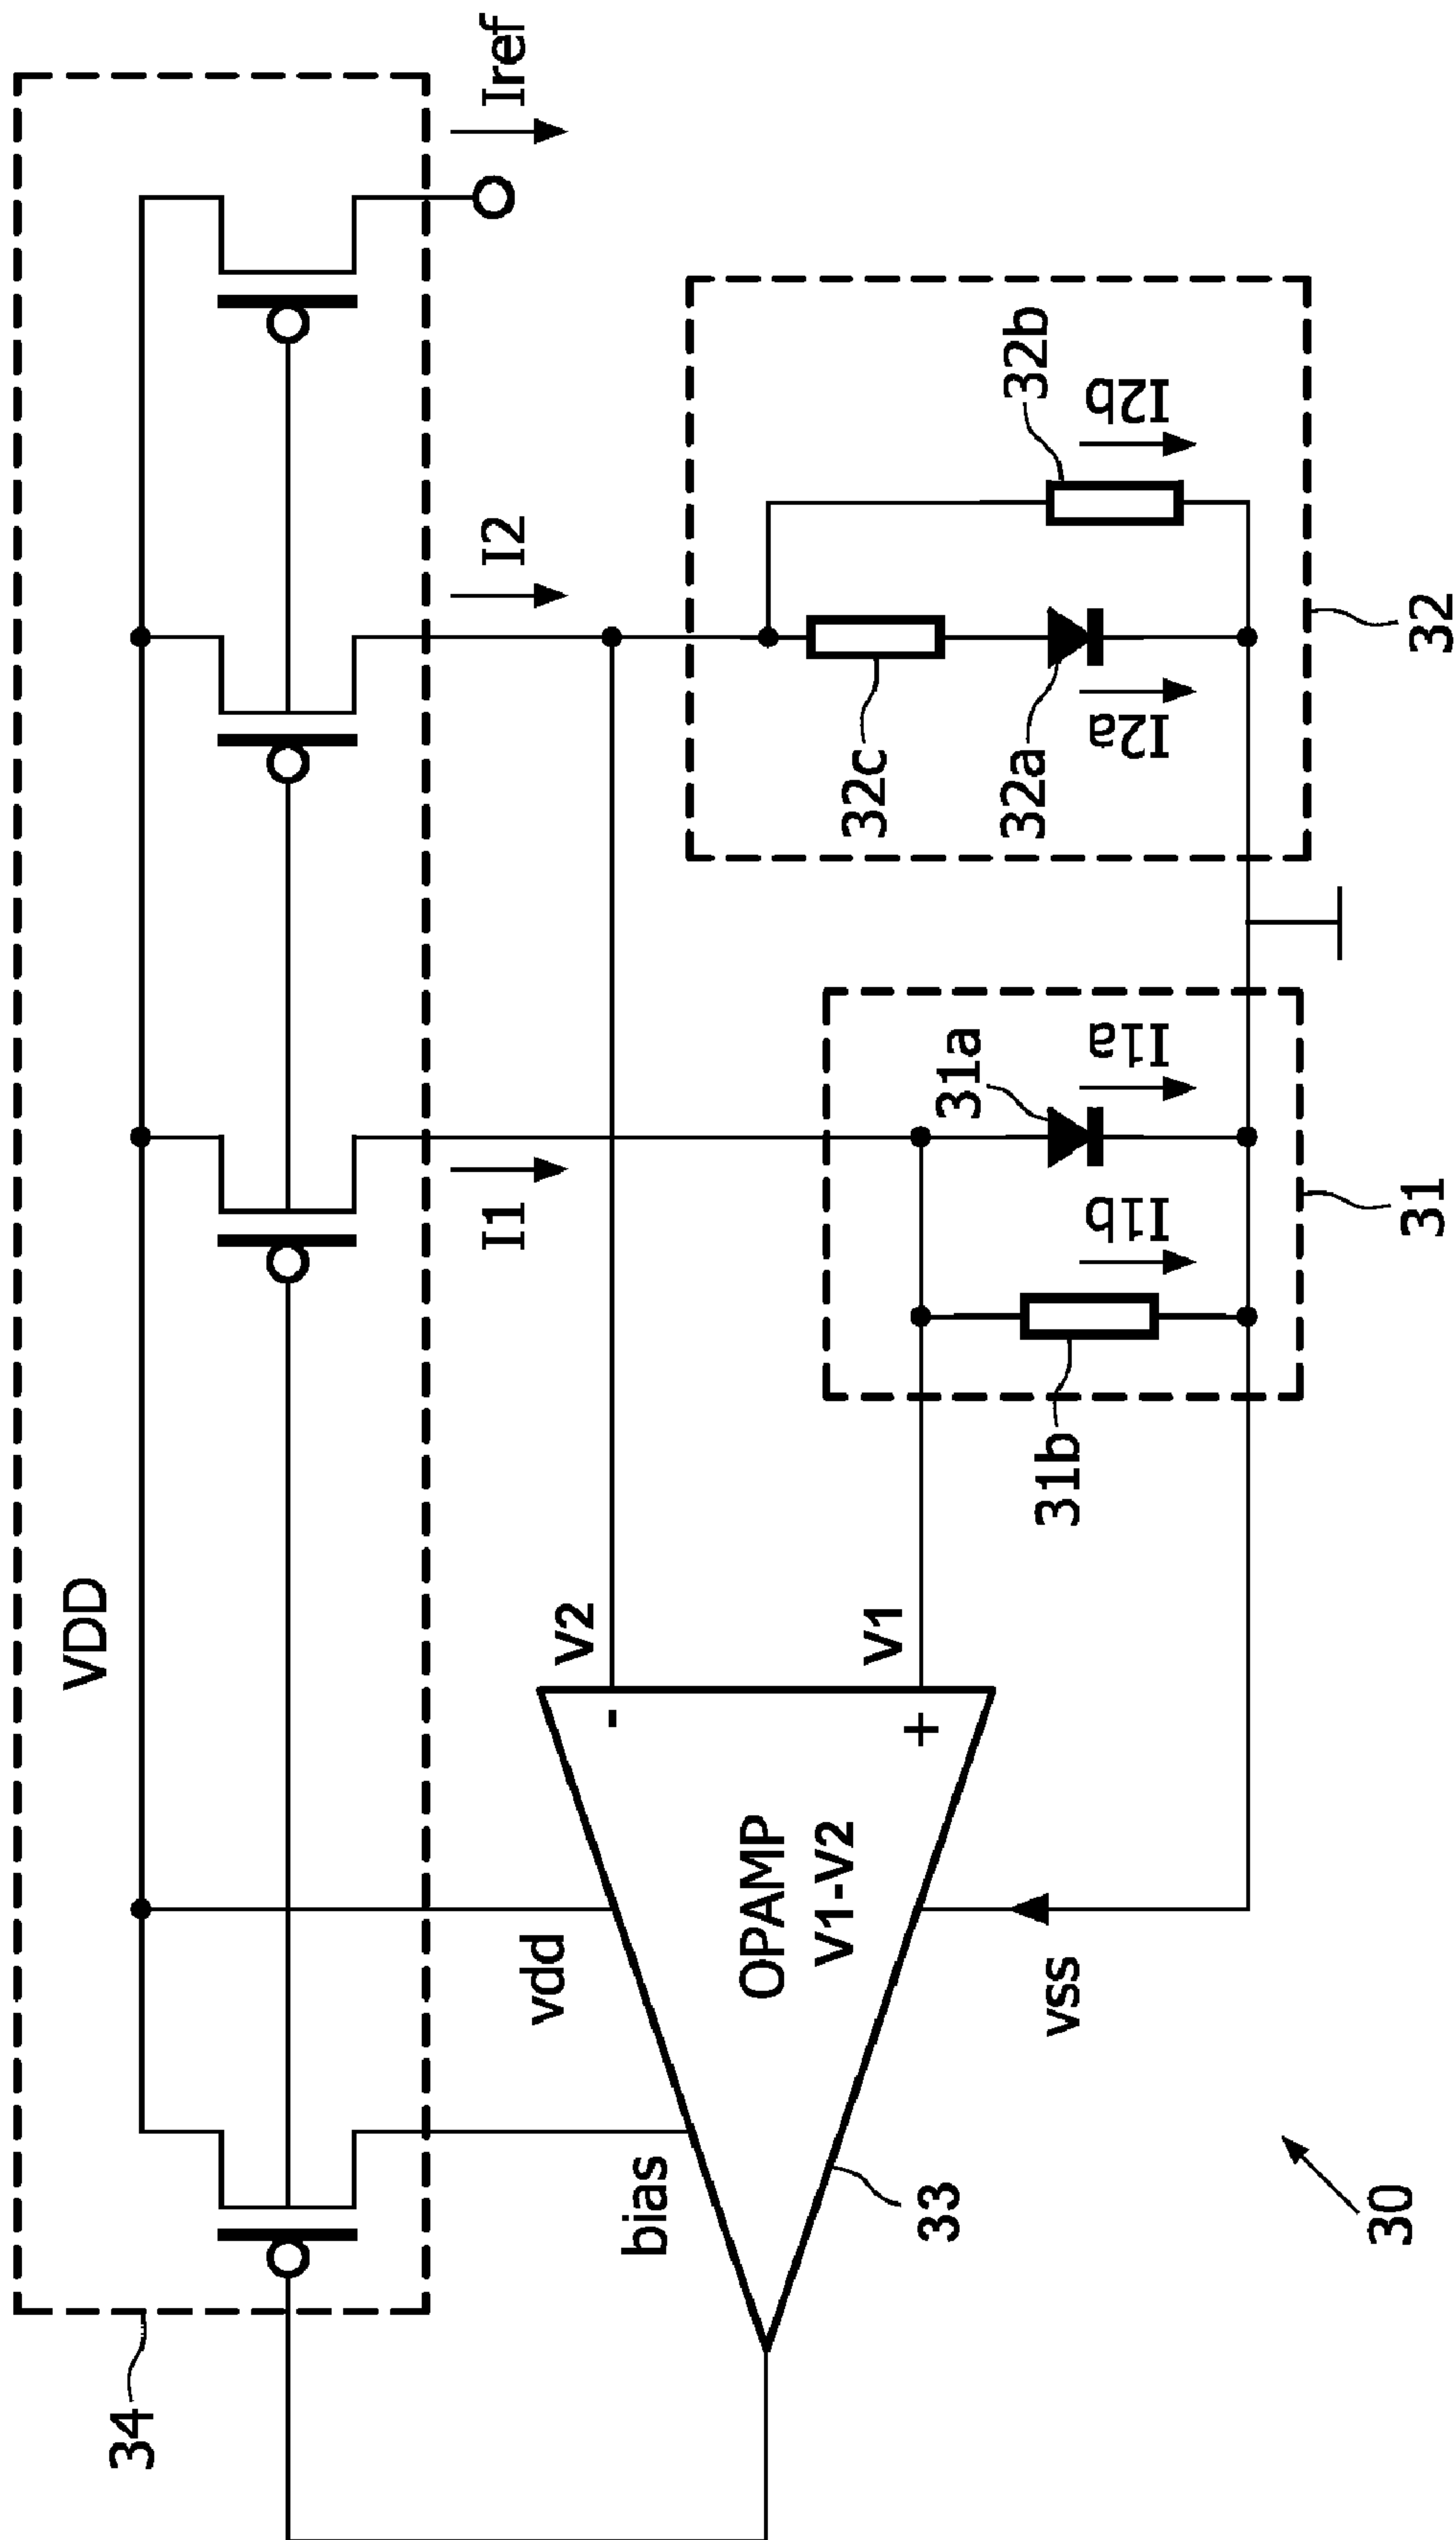 34
VDD
Iref
I2
I1
bias
vdd
V2
-
OPAMP
V1-V2
V1
+
33
vss
32c
32a
I2a
32b
I2b
32
31a
I1a
31b
I1b
31
30